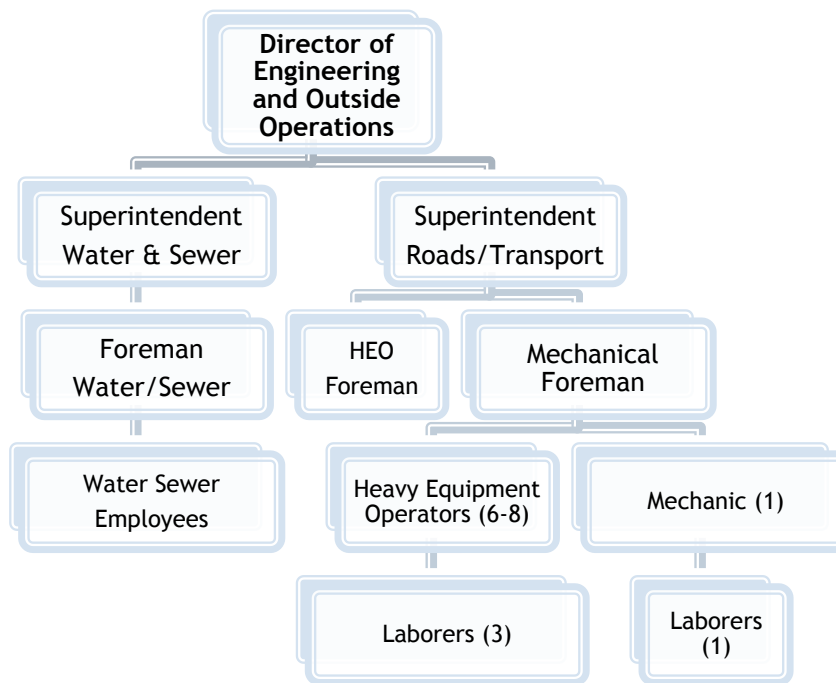 Director of
Engineering
and Outside
Operations
Superintendent
Water & Sewer
Superintendent
Roads/Transport
Foreman
Water/Sewer
HEO
Foreman
Mechanical
Foreman
Water Sewer
Employees
Heavy Equipment
Operators (6-8)
Mechanic (1)
Laborers (3)
Laborers
(1)